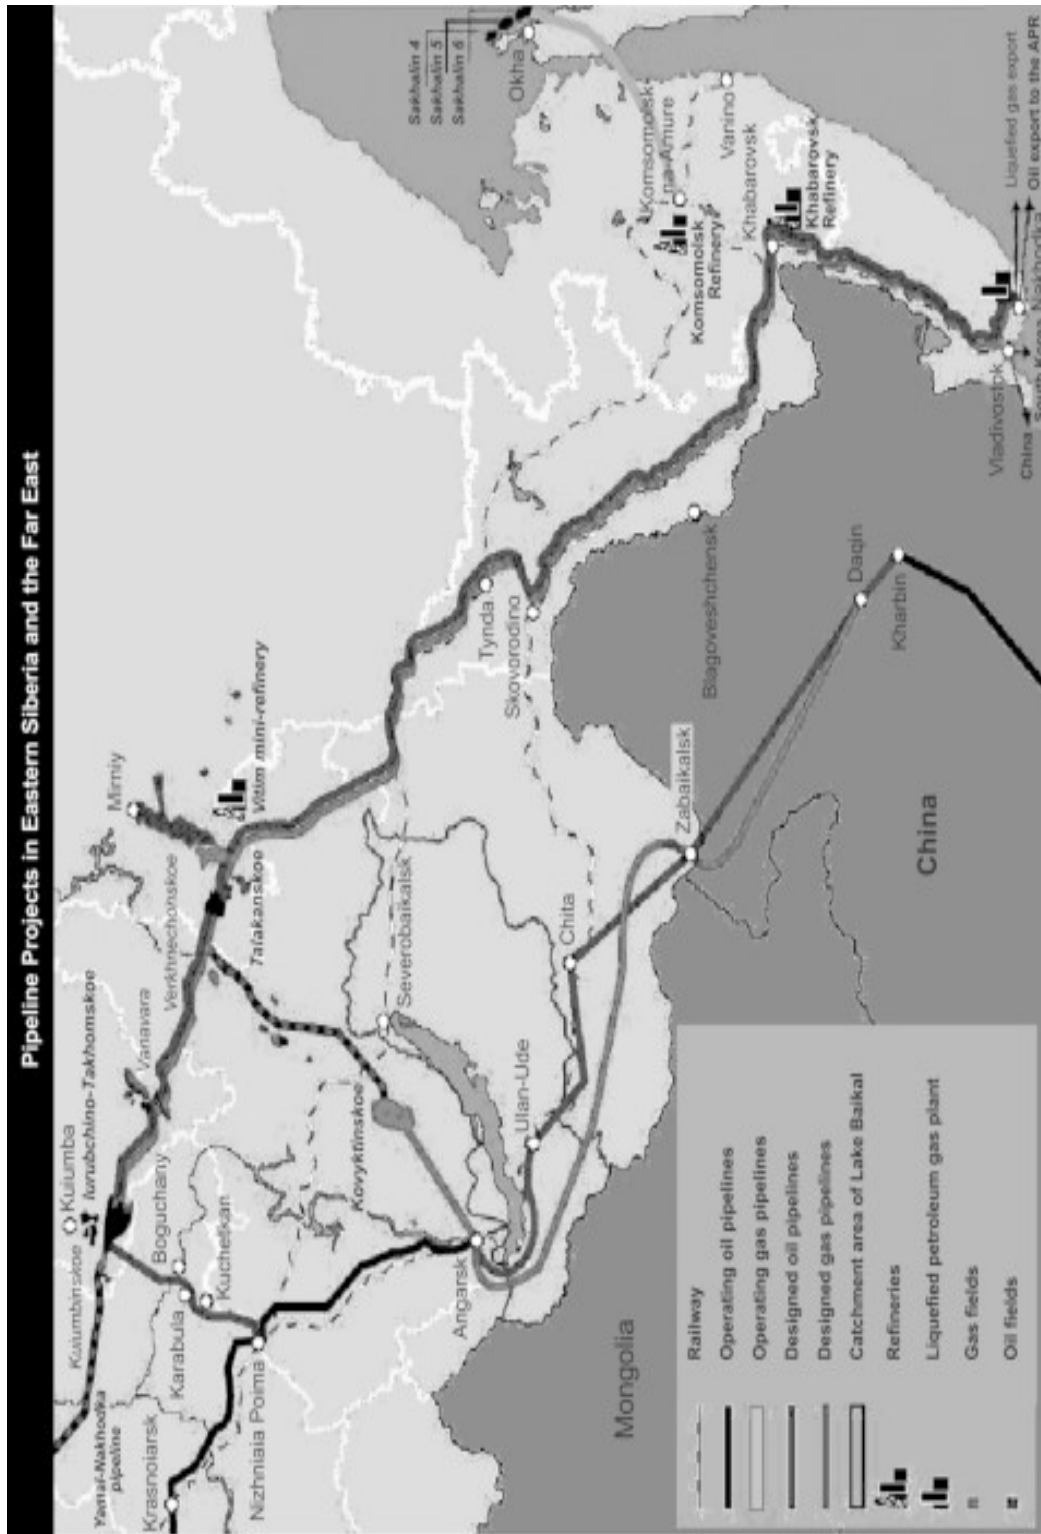 Pipeline Projects in Eastern Siberia and the Far East
Sakhalin 4
Sakhalin 5
Sakhalin 6
Okha
Komsomolsk-
na-Amure
Vanino
Khabarovsk
Khabarovsk
Refinery
Komsomolsk
Refinery
Liquefied gas export
Oil export to the APR
Nakhodka
South Korea
Vladivostok
China
Mirniy
Vitim mini-refinery
Tynda
Skovorodino
Blagoveshchensk
Daqin
Kharbin
Verkhnechonskoe
Talakanskoe
Severobaikalsk
Chita
Zabaikalsk
China
Kuiumba
Iurubchino-Takhomskoe
Vanavara
Kuiumbinskoe
Boguchany
Kuchetkan
Karabula
Kovyktinskoe
Ulan-Ude
Angarsk
Yamal-Nakhodka
pipeline
Krasnoiarsk
Nizhniaia Poima
Mongolia
Railway
Operating oil pipelines
Operating gas pipelines
Designed oil pipelines
Designed gas pipelines
Catchment area of Lake Baikal
Refineries
Liquefied petroleum gas plant
Gas fields
Oil fields